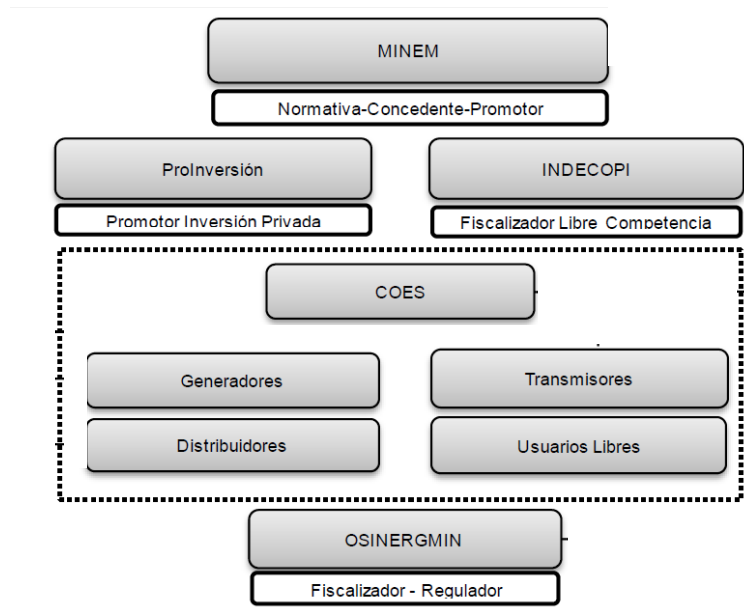 MINEM
Normativa-Concedente-Promotor
ProInversión
INDECOPI
Promotor Inversión Privada
Fiscalizador Libre Competencia
COES
Generadores
Transmisores
Distribuidores
Usuarios Libres
OSINERGMIN
Fiscalizador - Regulador